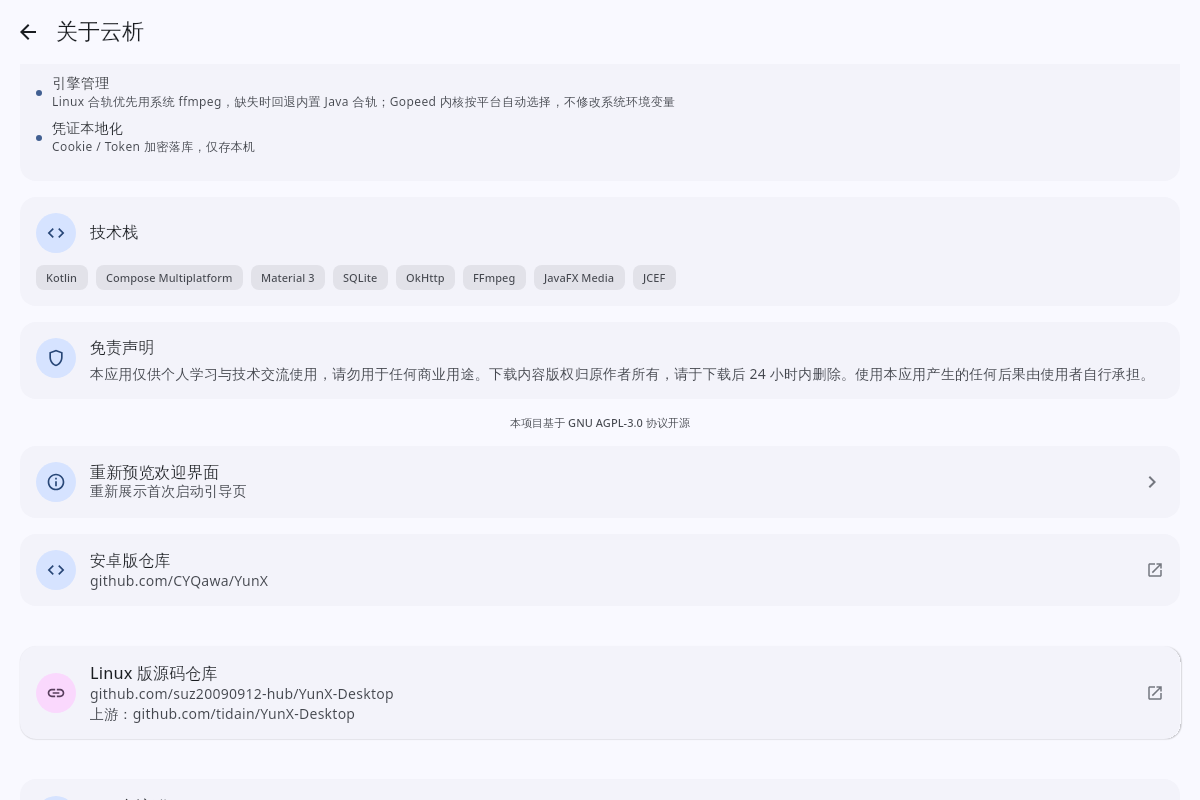 关于云析
引擎管理
Linux 合轨优先用系统 ffmpeg，缺失时回退内置 Java 合轨；Gopeed 内核按平台自动选择，不修改系统环境变量
凭证本地化
Cookie / Token 加密落库，仅存本机
技术栈
Kotlin
Compose Multiplatform
Material 3
SQLite
OkHttp
FFmpeg
JavaFX Media
JCEF
免责声明
本应用仅供个人学习与技术交流使用，请勿用于任何商业用途。下载内容版权归原作者所有，请于下载后 24 小时内删除。使用本应用产生的任何后果由使用者自行承担。
本项目基于 GNU AGPL-3.0 协议开源
重新预览欢迎界面
重新展示首次启动引导页
安卓版仓库
github.com/CYQawa/YunX
Linux 版源码仓库
github.com/suz20090912-hub/YunX-Desktop
上游：github.com/tidain/YunX-Desktop